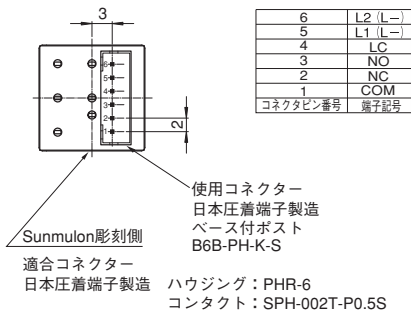 3
6
5
4
3
2
1
2
6 L2 (L−)
5 L1 (L−)
4 LC
3 NO
2 NC
1 COM
コネクタピン番号 端子記号
使用コネクター
日本圧着端子製造
ベース付ポスト
B6B-PH-K-S
Sunmulon彫刻側
適合コネクター
日本圧着端子製造 ハウジング：PHR-6
コンタクト：SPH-002T-P0.5S